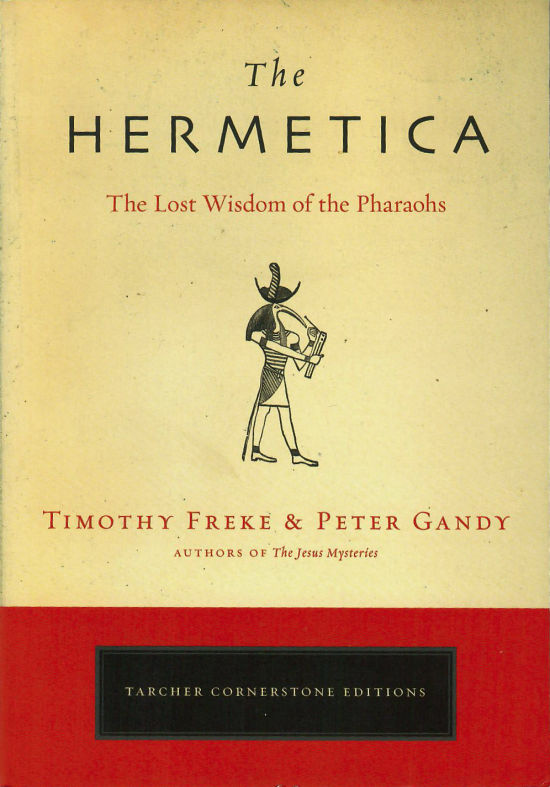 The
HERMETICA
The Lost Wisdom of the Pharaohs
TIMOTHY FREKE & PETER GANDY
AUTHORS OF The Jesus Mysteries
TARCHER CORNERSTONE EDITIONS